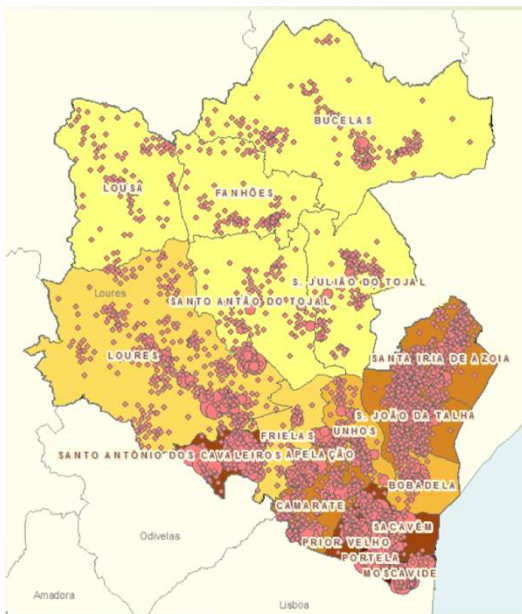 BUCELAS
LOUSA
FANHÕES
S. JULIÃO DO TOJAL
Loures
SANTO ANTÃO DO TOJAL
LOURES
SANTA IRIA DE AZOIA
S. JOÃO DA TALHA
FRIELAS
UNHOS
SANTO ANTÓNIO DOS CAVALEIROS
APELAÇÃO
BOBADELA
CAMARATE
SACAVÉM
Odivelas
PRIOR VELHO
PORTELA
MOSCAVIDE
Amadora
Lisboa